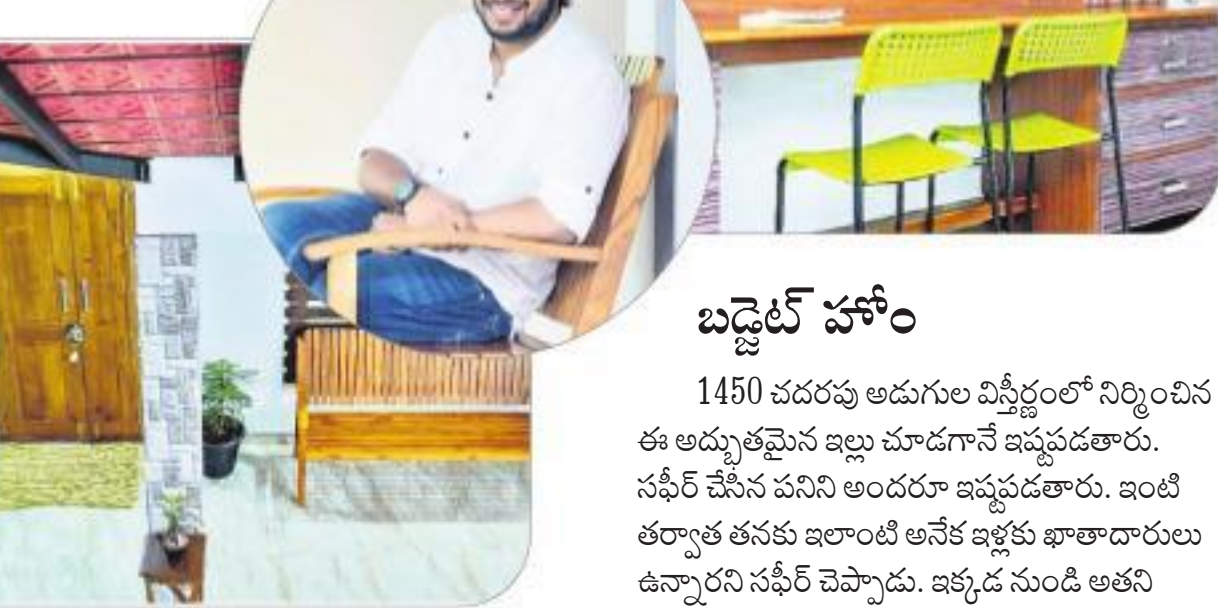 బడ్జెట్ హోం
1450 చదరపు అడుగుల విస్తీర్ణంలో నిర్మించిన
ఈ అద్భుతమైన ఇల్లు చూడగానే ఇష్టపడతారు.
సఫీర్ చేసిన పనిని అందరూ ఇష్టపడతారు. ఇంటి
తర్వాత తనకు ఇలాంటి అనేక ఇళ్లకు ఖాతాదారులు
ఉన్నారని సఫీర్ చెప్పాడు. ఇక్కడ నుండి అతని